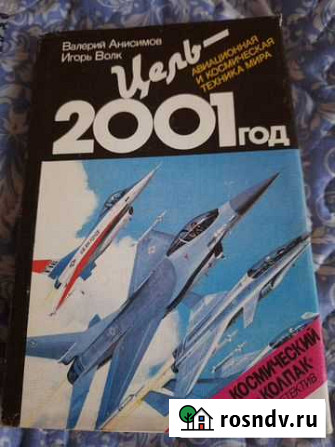 Валерий Анисимов
Игорь Волк
Цель–
АВИАЦИОННАЯ
И КОСМИЧЕСКАЯ
ТЕХНИКА МИРА
2001 год
КОСМИЧЕСКИЙ
КОЛПАК
rosndv.ru